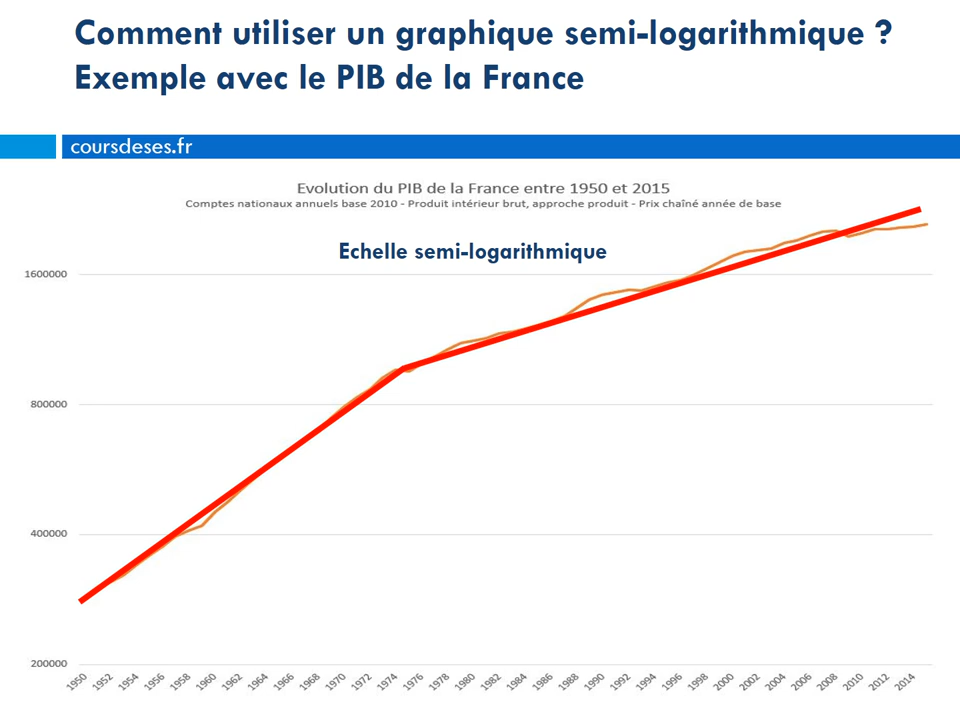 Comment utiliser un graphique semi-logarithmique ?
Exemple avec le PIB de la France
coursdeses.fr
Evolution du PIB de la France entre 1950 et 2015
Comptes nationaux annuels base 2010 - Produit intérieur brut, approche produit - Prix chaîné année de base
Echelle semi-logarithmique
1600000
800000
400000
200000
1950 1952 1954 1956 1958 1960 1962 1964 1966 1968 1970 1972 1974 1976 1978 1980 1982 1984 1986 1988 1990 1992 1994 1996 1998 2000 2002 2004 2006 2008 2010 2012 2014